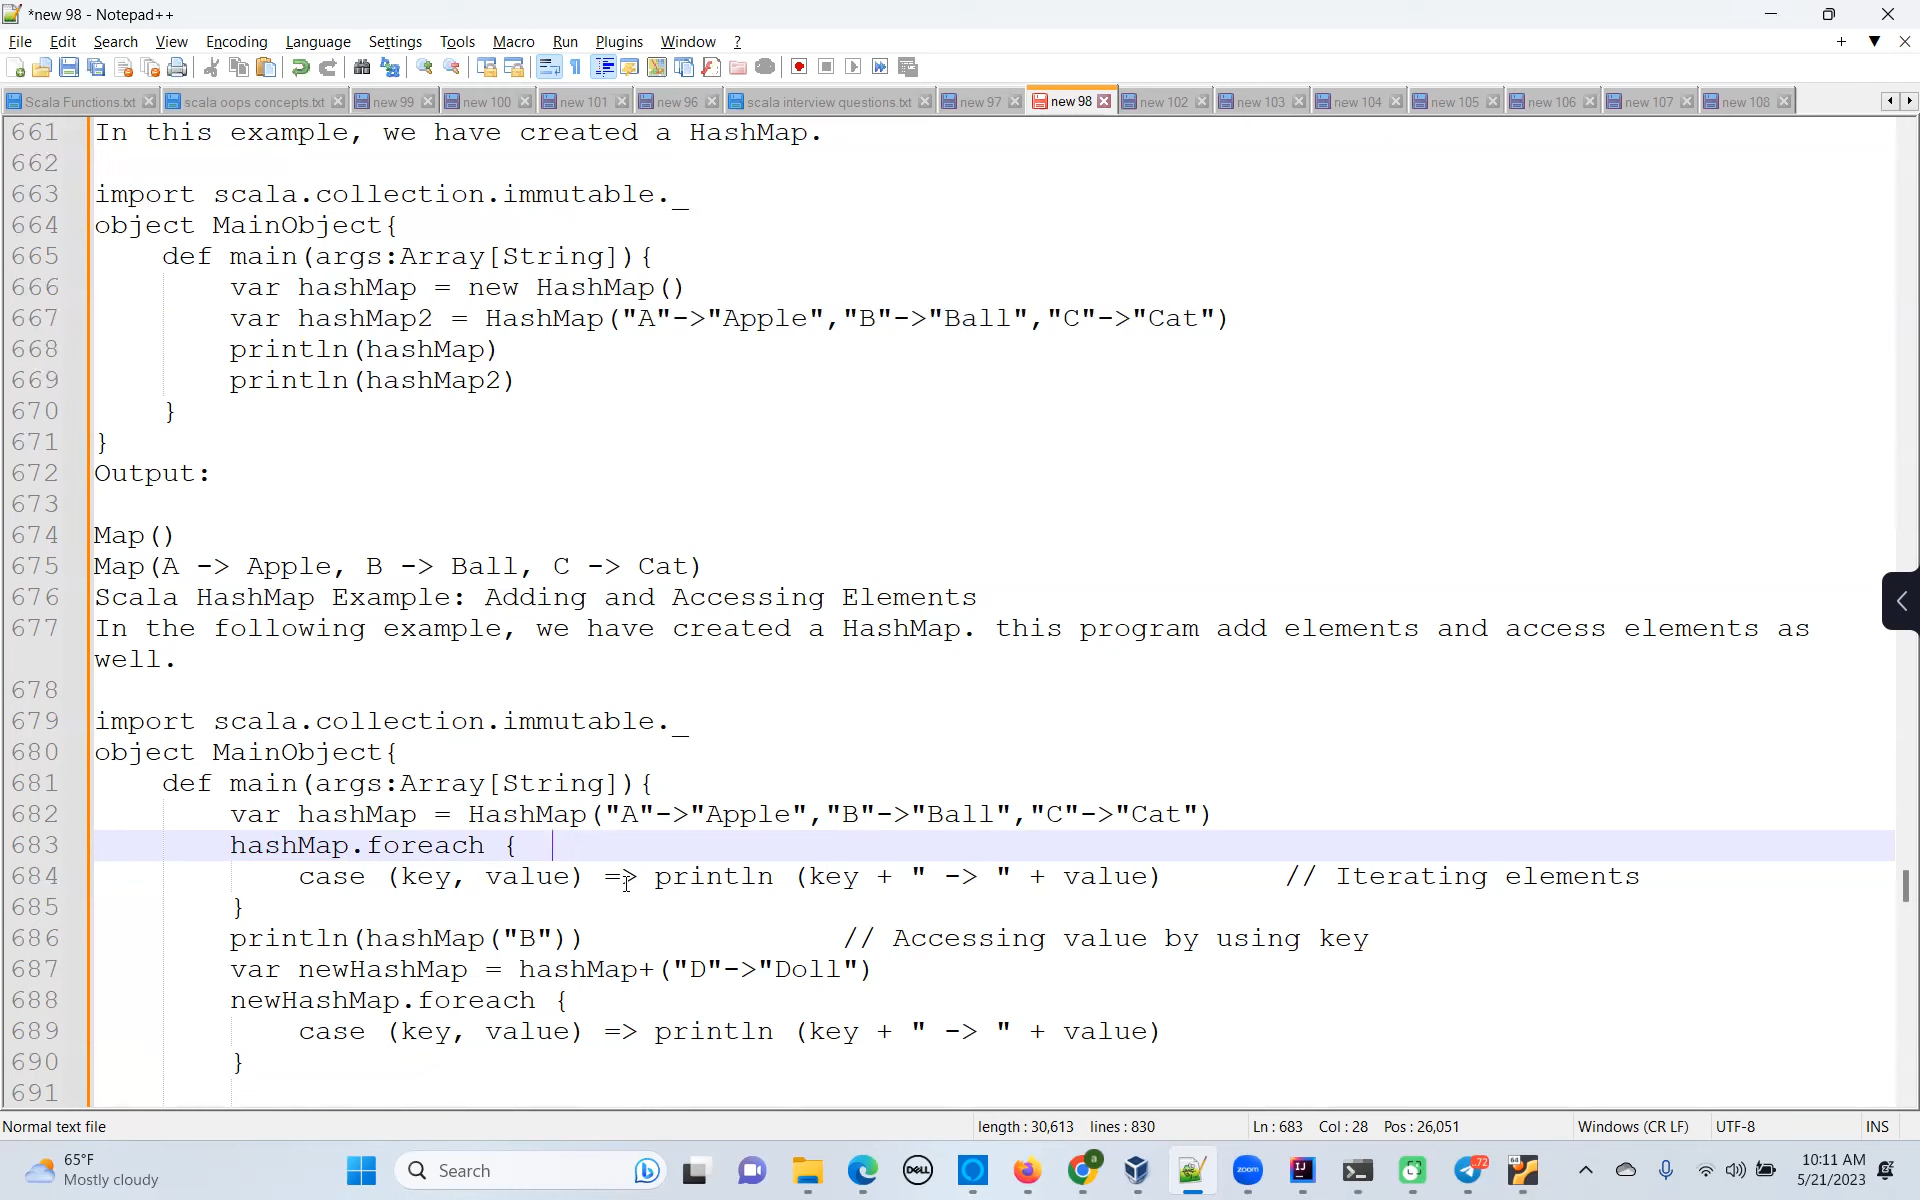 *new 98 - Notepad++
File Edit Search View Encoding Language Settings Tools Macro Run Plugins Window ?
Scala Functions.txt scala oops concepts.txt new 99 new 100 new 101 new 96 scala interview questions.txt new 97 new 98 new 102 new 103 new 104 new 105 new 106 new 107 new 108
661 In this example, we have created a HashMap.
662
663 import scala.collection.immutable._
664 object MainObject{
665     def main(args:Array[String]){
666         var hashMap = new HashMap()
667         var hashMap2 = HashMap("A"->"Apple","B"->"Ball","C"->"Cat")
668         println(hashMap)
669         println(hashMap2)
670     }
671 }
672 Output:
673
674 Map()
675 Map(A -> Apple, B -> Ball, C -> Cat)
676 Scala HashMap Example: Adding and Accessing Elements
677 In the following example, we have created a HashMap. this program add elements and access elements as
well.
678
679 import scala.collection.immutable._
680 object MainObject{
681     def main(args:Array[String]){
682         var hashMap = HashMap("A"->"Apple","B"->"Ball","C"->"Cat")
683         hashMap.foreach {
684             case (key, value) => println (key + " -> " + value)       // Iterating elements
685         }
686         println(hashMap("B"))               // Accessing value by using key
687         var newHashMap = hashMap+("D"->"Doll")
688         newHashMap.foreach {
689             case (key, value) => println (key + " -> " + value)
690         }
691
Normal text file length : 30,613 lines : 830 Ln : 683 Col : 28 Pos : 26,051 Windows (CR LF) UTF-8 INS
65°F
Mostly cloudy
Search
DELL
a
zoom
IJ
72
64
10:11 AM
5/21/2023